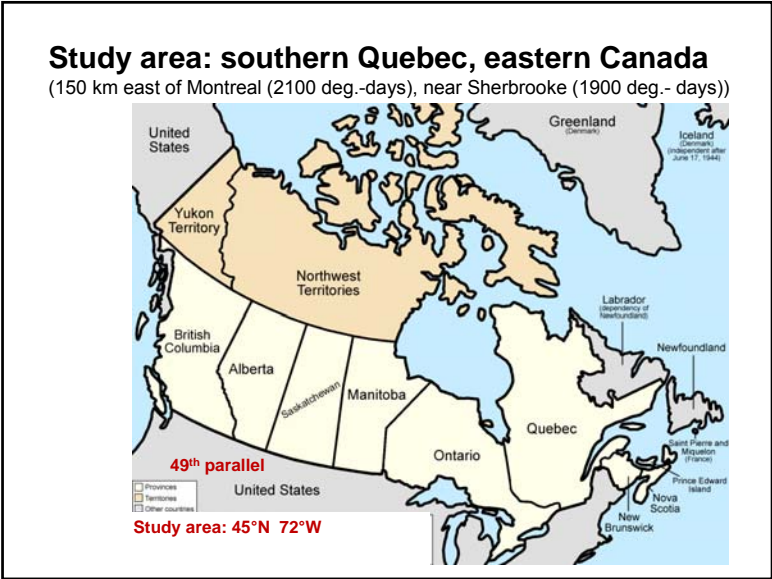 Study area: southern Quebec, eastern Canada
(150 km east of Montreal (2100 deg.-days), near Sherbrooke (1900 deg.- days))
Greenland
(Denmark)
Iceland
(Denmark)
(independent after
June 17, 1944)
United
States
Yukon
Territory
Northwest
Territories
Labrador
(dependency of
Newfoundland)
Newfoundland
British
Columbia
Alberta
Saskatchewan
Manitoba
Ontario
Quebec
Saint Pierre and
Miquelon
(France)
Prince Edward
Island
Nova
Scotia
New
Brunswick
49th parallel
Provinces
Territories
Other countries
United States
Study area: 45°N 72°W